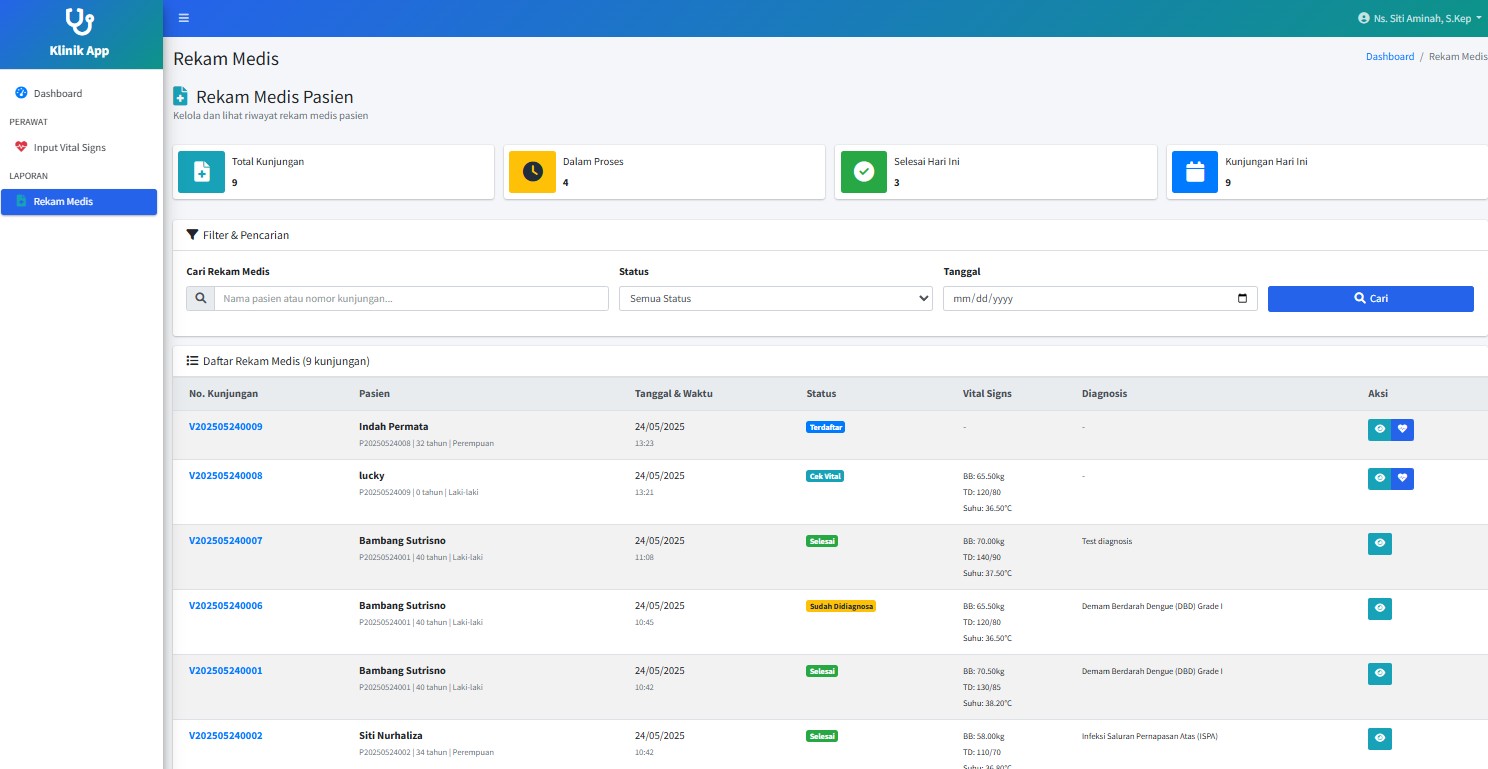 Klinik App
Ns. Siti Aminah, S.Kep
Dashboard
PERAWAT
Input Vital Signs
LAPORAN
Rekam Medis
Rekam Medis
Dashboard / Rekam Medis
Rekam Medis Pasien
Kelola dan lihat riwayat rekam medis pasien
Total Kunjungan
9
Dalam Proses
4
Selesai Hari Ini
3
Kunjungan Hari Ini
9
Filter & Pencarian
Cari Rekam Medis
Nama pasien atau nomor kunjungan...
Status
Semua Status
Tanggal
mm/dd/yyyy
Cari
Daftar Rekam Medis (9 kunjungan)
No. Kunjungan Pasien Tanggal & Waktu Status Vital Signs Diagnosis Aksi
V202505240009 Indah Permata 24/05/2025 Terdaftar - -
P20250524008 | 32 tahun | Perempuan 13:23
V202505240008 lucky 24/05/2025 Cek Vital BB: 65.50kg -
P20250524009 | 0 tahun | Laki-laki 13:21 TD: 120/80
Suhu: 36.50°C
V202505240007 Bambang Sutrisno 24/05/2025 Selesai BB: 70.00kg Test diagnosis
P20250524001 | 40 tahun | Laki-laki 11:08 TD: 140/90
Suhu: 37.50°C
V202505240006 Bambang Sutrisno 24/05/2025 Sudah Didiagnosa BB: 65.50kg Demam Berdarah Dengue (DBD) Grade I
P20250524001 | 40 tahun | Laki-laki 10:45 TD: 120/80
Suhu: 36.50°C
V202505240001 Bambang Sutrisno 24/05/2025 Selesai BB: 70.50kg Demam Berdarah Dengue (DBD) Grade I
P20250524001 | 40 tahun | Laki-laki 10:42 TD: 130/85
Suhu: 38.20°C
V202505240002 Siti Nurhaliza 24/05/2025 Selesai BB: 58.00kg Infeksi Saluran Pernapasan Atas (ISPA)
P20250524002 | 34 tahun | Perempuan 10:42 TD: 110/70
Suhu: 36.80°C